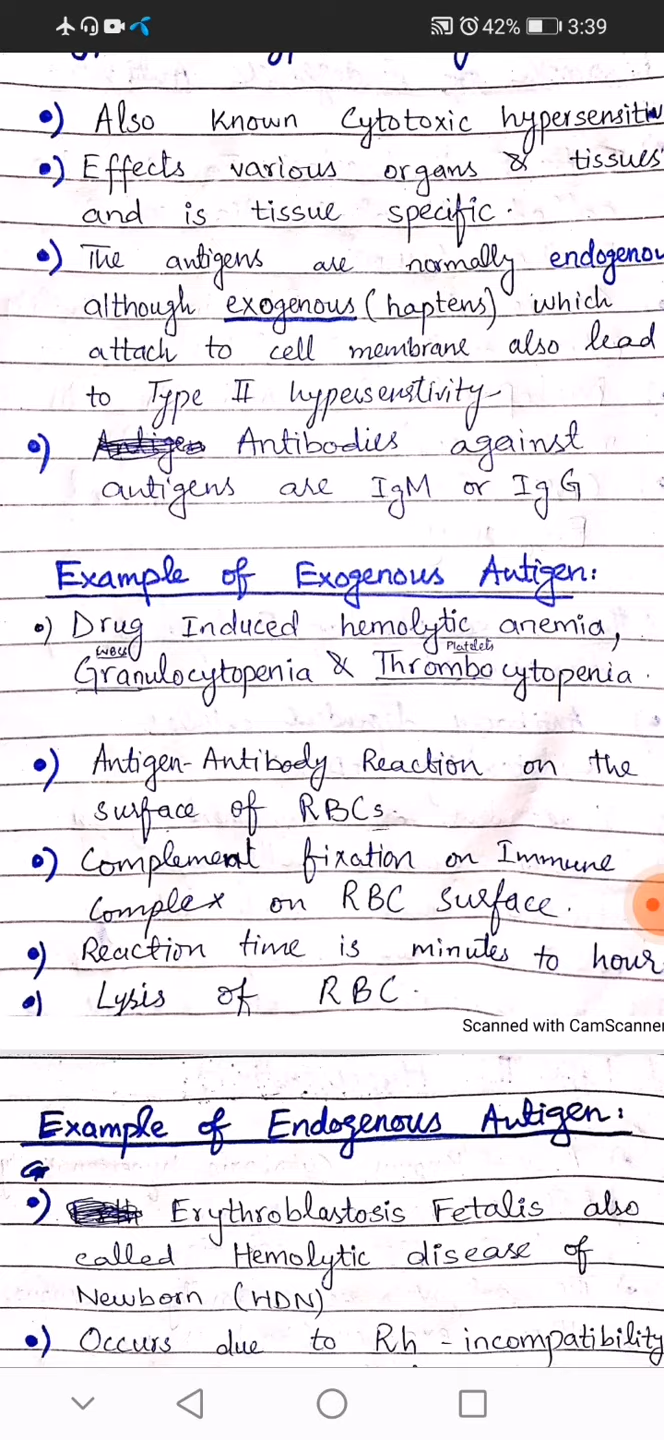 42% 3:39
•) Also Known Cytotoxic hypersensitiv
•) Effects various organs & tissues
and is tissue specific.
•) The antigens are normally endogenou
although exogenous (haptens) which
attach to cell membrane also lead
to Type II hypersenstivity-
•) Antibodies against
antigens are IgM or IgG
Example of Exogenous Antigen:
•) Drug Induced hemolytic anemia,
(WBC) Platelets
Granulocytopenia & Thrombocytopenia.
•) Antigen-Antibody Reaction on the
surface of RBCs.
•) Complement fixation on Immune
Complex on RBC surface.
•) Reaction time is minutes to hour
•) Lysis of RBC.
Scanned with CamScanner
Example of Endogenous Antigen:
•) Erythroblastosis Fetalis also
called Hemolytic disease of
Newborn (HDN)
•) Occurs due to Rh-incompatibility